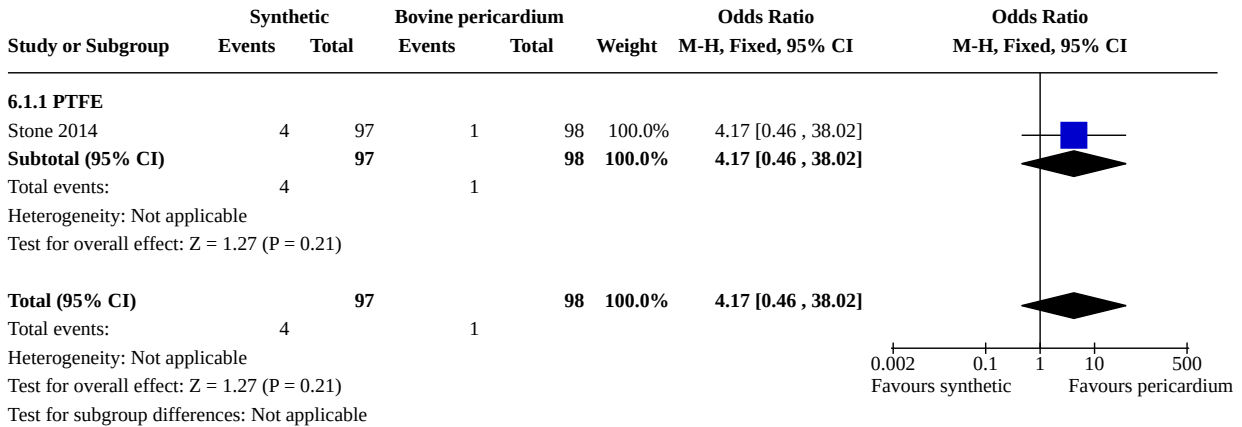 Synthetic Bovine pericardium Odds Ratio Odds Ratio
Study or Subgroup Events Total Events Total Weight M-H, Fixed, 95% CI M-H, Fixed, 95% CI
6.1.1 PTFE
Stone 2014 4 97 1 98 100.0% 4.17 [0.46 , 38.02]
Subtotal (95% CI) 97 98 100.0% 4.17 [0.46 , 38.02]
Total events: 4 1
Heterogeneity: Not applicable
Test for overall effect: Z = 1.27 (P = 0.21)
Total (95% CI) 97 98 100.0% 4.17 [0.46 , 38.02]
Total events: 4 1
Heterogeneity: Not applicable
0.002 0.1 1 10 500
Test for overall effect: Z = 1.27 (P = 0.21)
Favours synthetic Favours pericardium
Test for subgroup differences: Not applicable